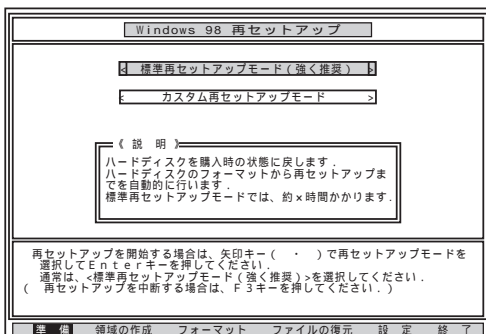 Windows 98 再セットアップ
< 標準再セットアップモード(強く推奨) >
< カスタム再セットアップモード >
《 説 明 》
ハードディスクを購入時の状態に戻します.
ハードディスクのフォーマットから再セットアップま
でを自動的に行います.
標準再セットアップモードでは、約×時間かかります.
再セットアップを開始する場合は、矢印キー( ・ )で再セットアップモードを
選択してEnterキーを押してください.
通常は、<標準再セットアップモード(強く推奨)>を選択してください.
( 再セットアップを中断する場合は、F3キーを押してください.)
準 備 領域の作成 フォーマット ファイルの復元 設 定 終 了